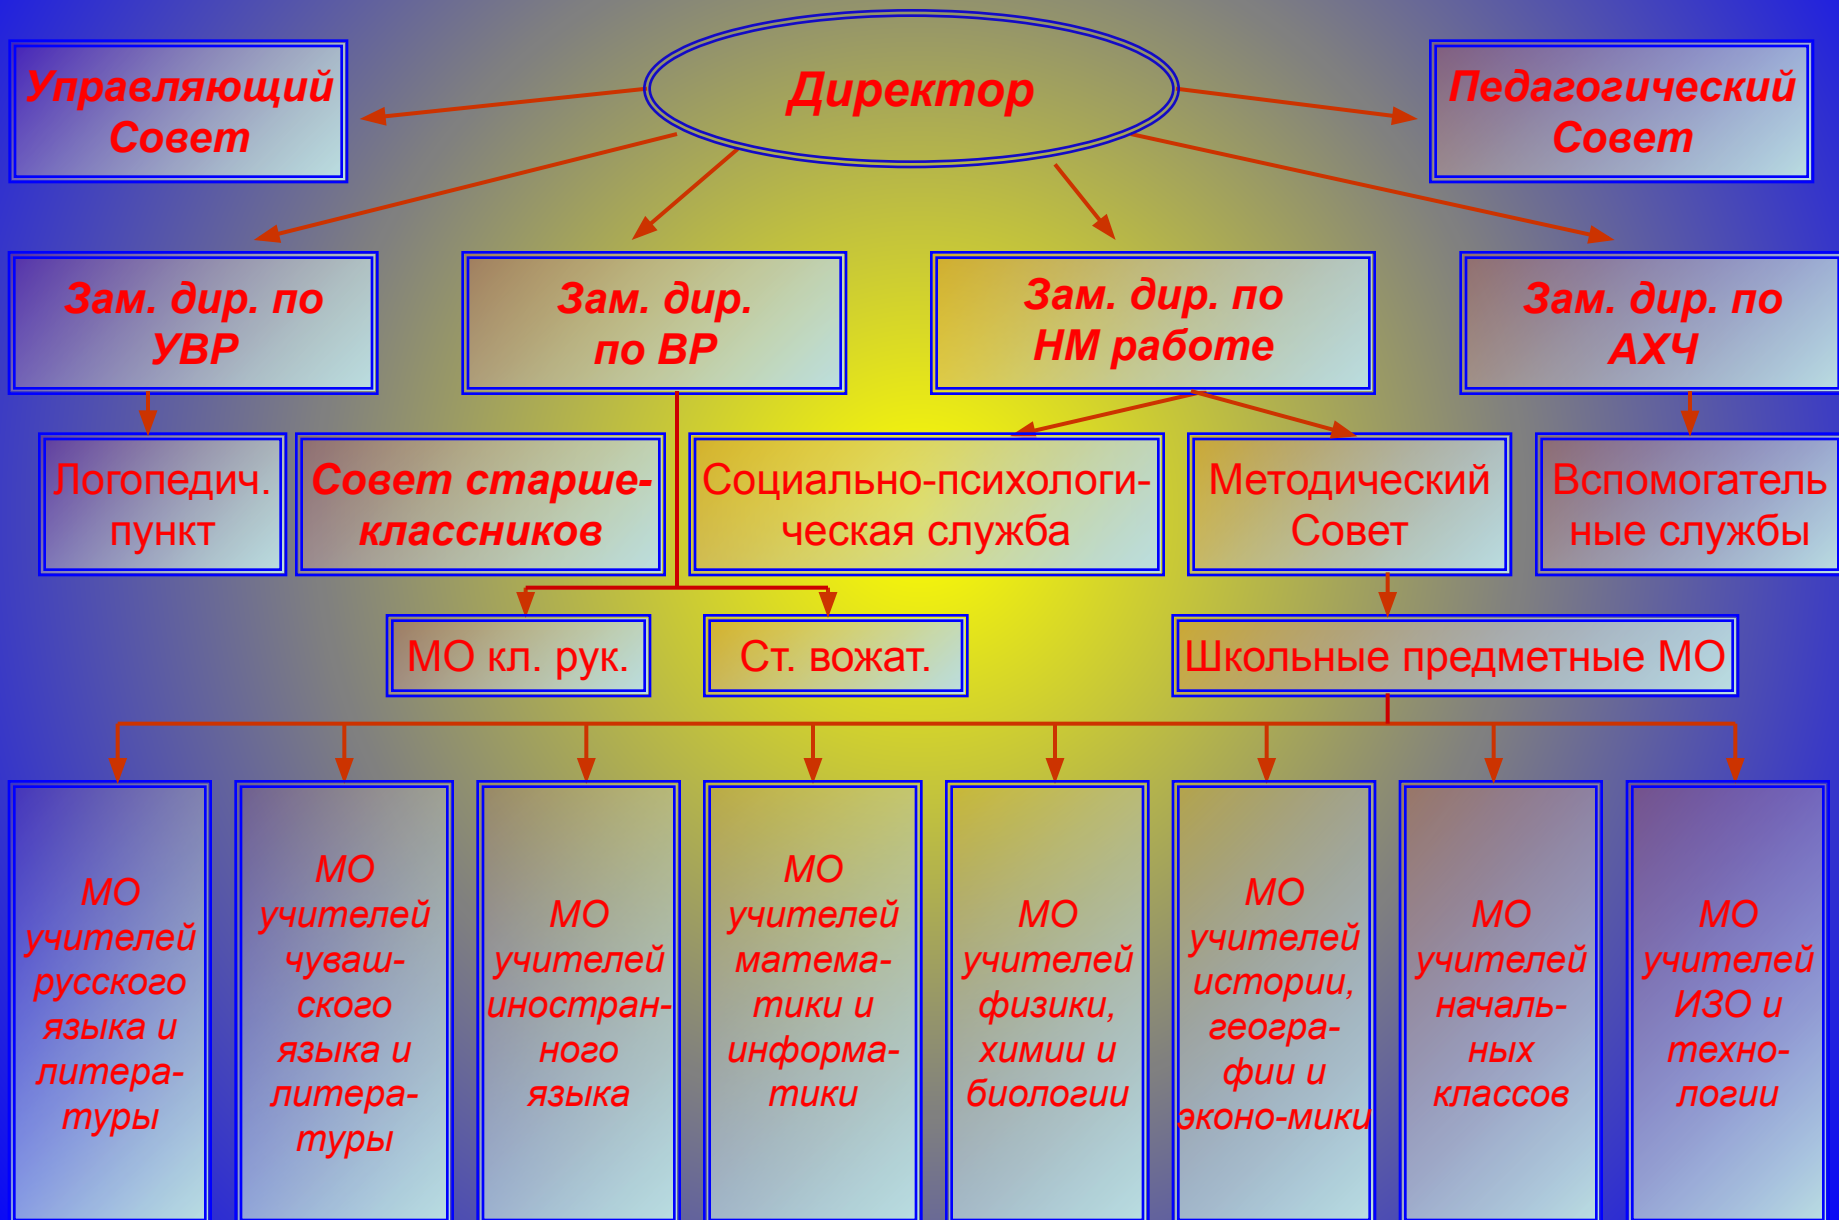 Управляющий
Совет
Директор
Педагогический
Совет
Зам. дир. по
УВР
Зам. дир.
по ВР
Зам. дир. по
НМ работе
Зам. дир. по
АХЧ
Логопедич.
пункт
Совет старше-
классников
Социально-психологи-
ческая служба
Методический
Совет
Вспомогатель
ные службы
МО кл. рук.
Ст. вожат.
Школьные предметные МО
МО
учителей
русского
языка и
литера-
туры
МО
учителей
чуваш-
ского
языка и
литера-
туры
МО
учителей
иностран-
ного
языка
МО
учителей
матема-
тики и
информа-
тики
МО
учителей
физики,
химии и
биологии
МО
учителей
истории,
геогра-
фии и
эконо-мики
МО
учителей
началь-
ных
классов
МО
учителей
ИЗО и
техно-
логии